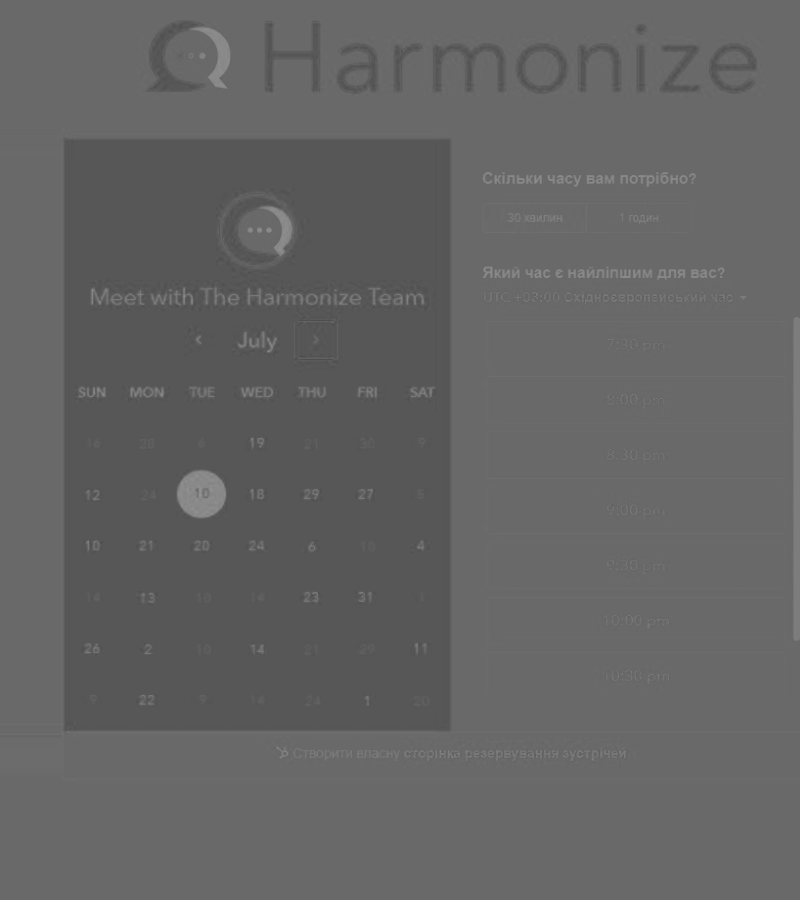 Harmonize
Meet with The Harmonize Team
July
SUN MON TUE WED THU FRI SAT
16 28 6 19 21 30 9
12 24 10 18 29 27 5
10 21 20 24 6 10 4
14 13 10 14 23 31 1
26 2 10 14 21 29 11
9 22 9 14 24 1 20
Скільки часу вам потрібно?
30 хвилин 1 годин
Який час є найліпшим для вас?
UTC +03:00 Східноєвропейський час
7:30 pm
8:00 pm
8:30 pm
9:00 pm
9:30 pm
10:00 pm
10:30 pm
Створити власну сторінка резервування зустрічей